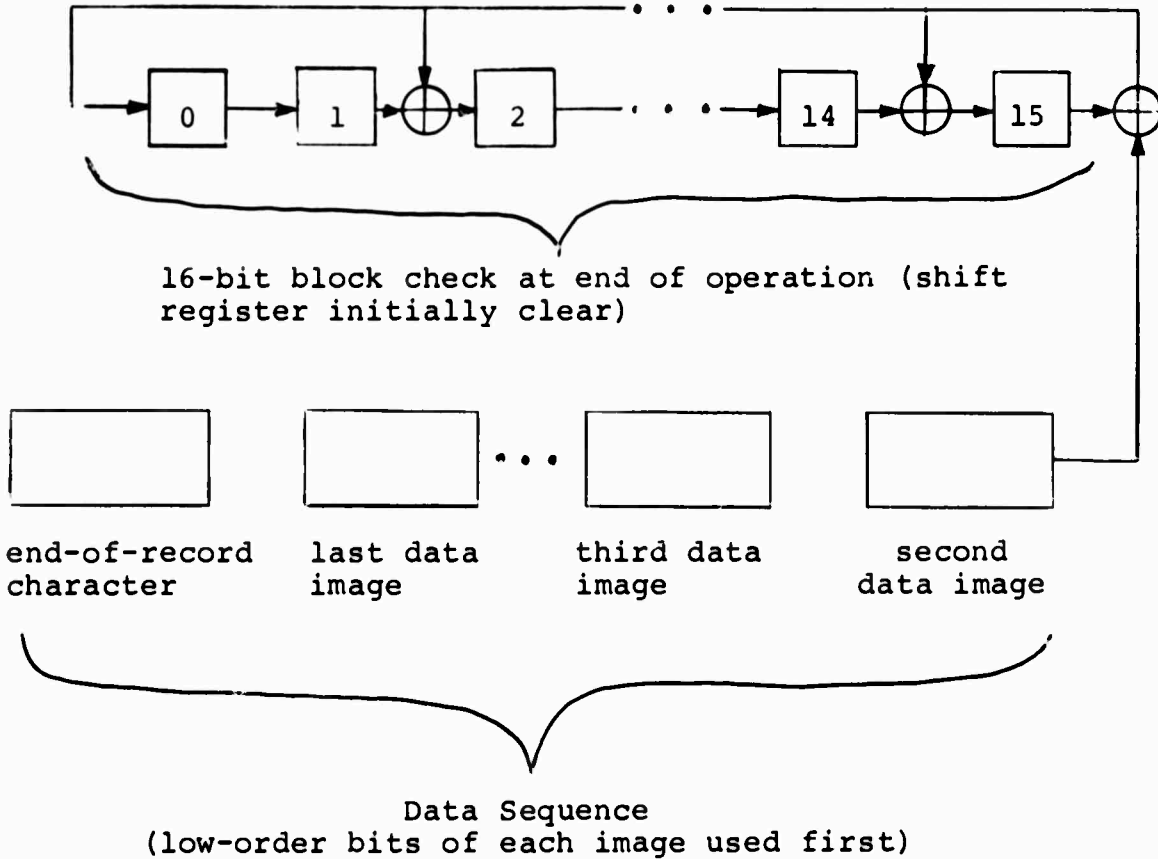 0 1 2 14 15
16-bit block check at end of operation (shift
register initially clear)
end-of-record last data third data second
character image image data image
Data Sequence
(low-order bits of each image used first)